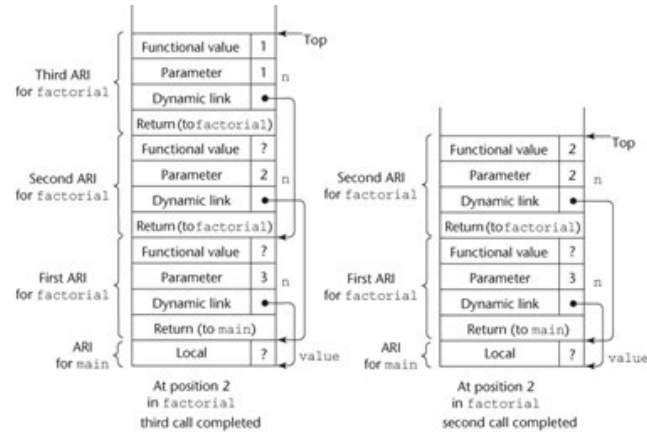 Top
Functional value 1
Third ARI
for factorial
Parameter 1 n
Dynamic link
Return (to factorial)
Functional value ?
Second ARI
for factorial
Parameter 2 n
Dynamic link
Return (to factorial)
Functional value ?
First ARI
for factorial
Parameter 3 n
Dynamic link
Return (to main)
ARI
for main
Local ? value
At position 2
in factorial
third call completed
Top
Functional value 2
Second ARI
for factorial
Parameter 2 n
Dynamic link
Return (to factorial)
Functional value ?
First ARI
for factorial
Parameter 3 n
Dynamic link
Return (to main)
ARI
for main
Local ? value
At position 2
in factorial
second call completed